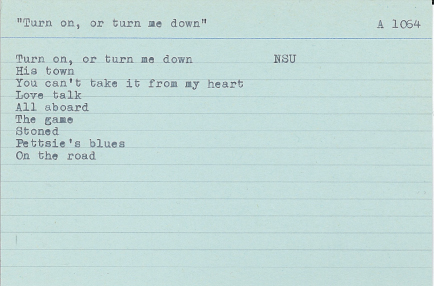 "Turn on, or turn me down" A 1064
Turn on, or turn me down NSU
His town
You can't take it from my heart
Love talk
All aboard
The game
Stoned
Pettsie's blues
On the road